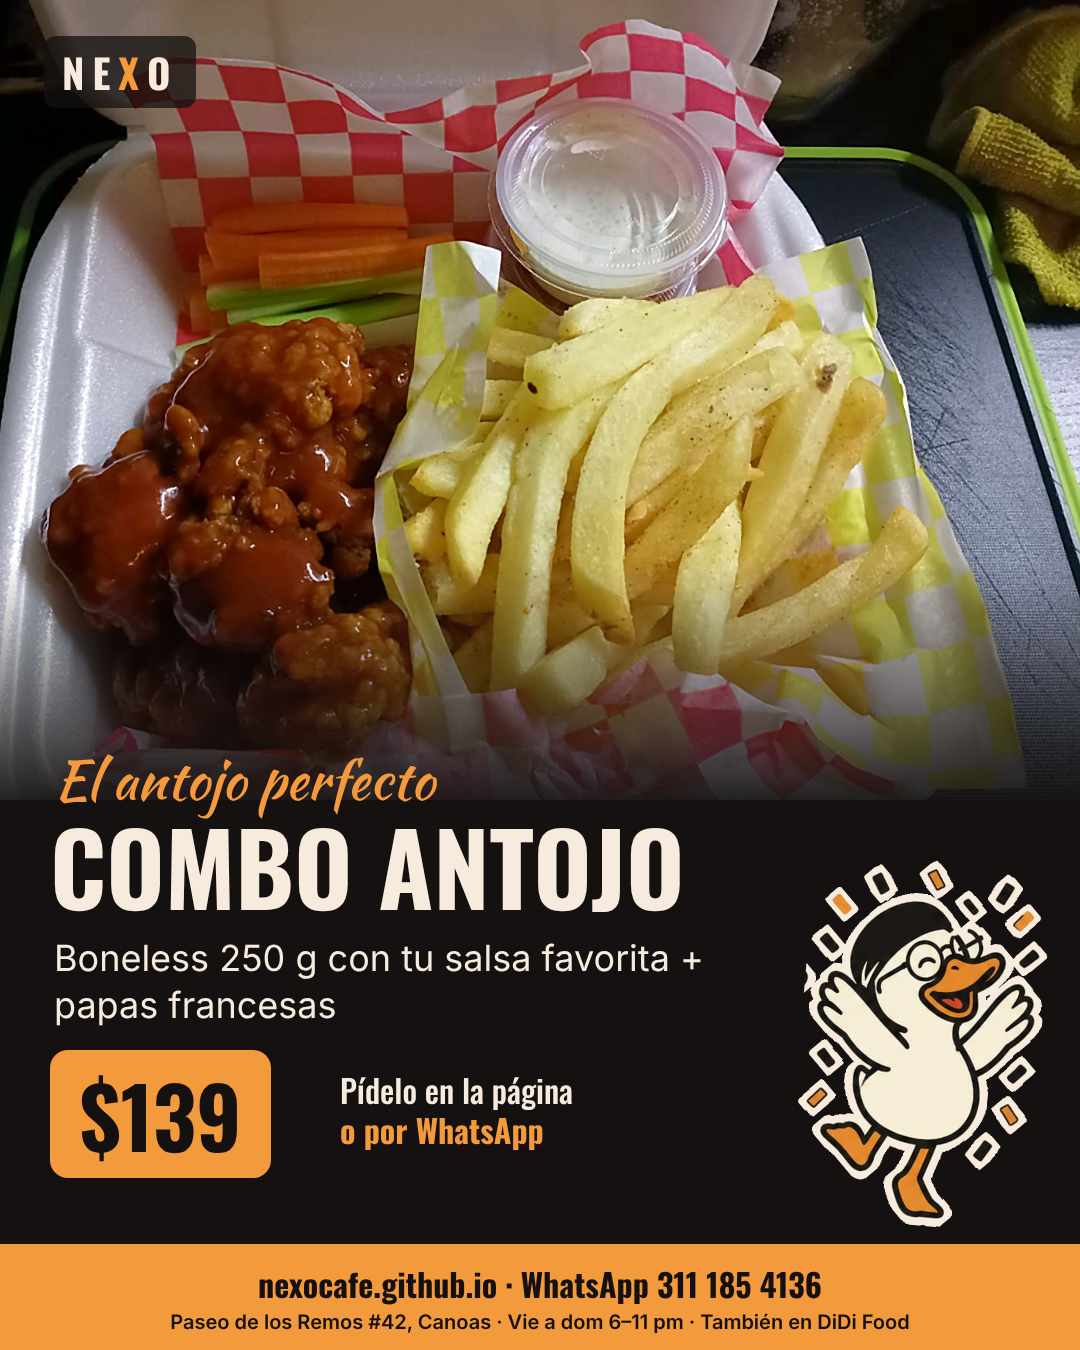 NEXO
El antojo perfecto
COMBO ANTOJO
Boneless 250 g con tu salsa favorita +
papas francesas
$139
Pídelo en la página
o por WhatsApp
nexocafe.github.io · WhatsApp 311 185 4136
Paseo de los Remos #42, Canoas · Vie a dom 6–11 pm · También en DiDi Food